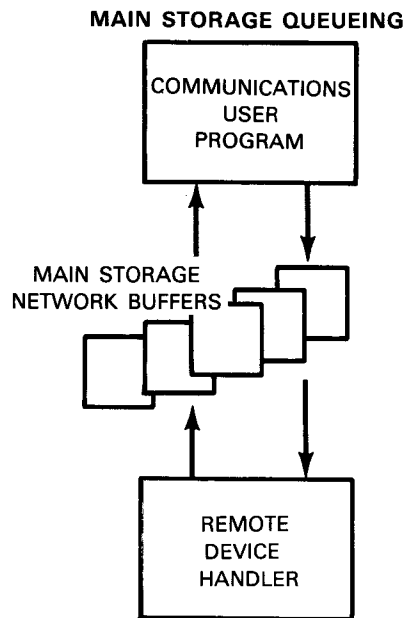 MAIN STORAGE QUEUEING
COMMUNICATIONS
USER
PROGRAM
MAIN STORAGE
NETWORK BUFFERS
REMOTE
DEVICE
HANDLER